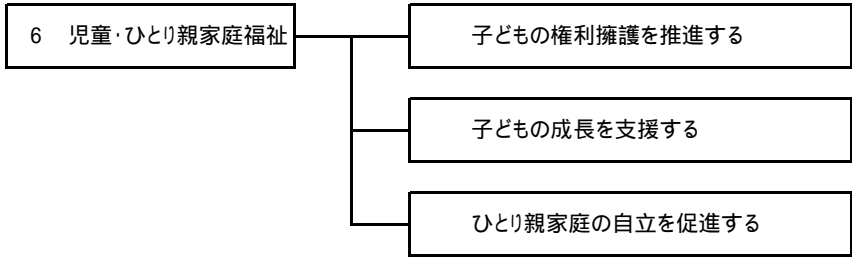 6　児童・ひとり親家庭福祉
子どもの権利擁護を推進する
子どもの成長を支援する
ひとり親家庭の自立を促進する